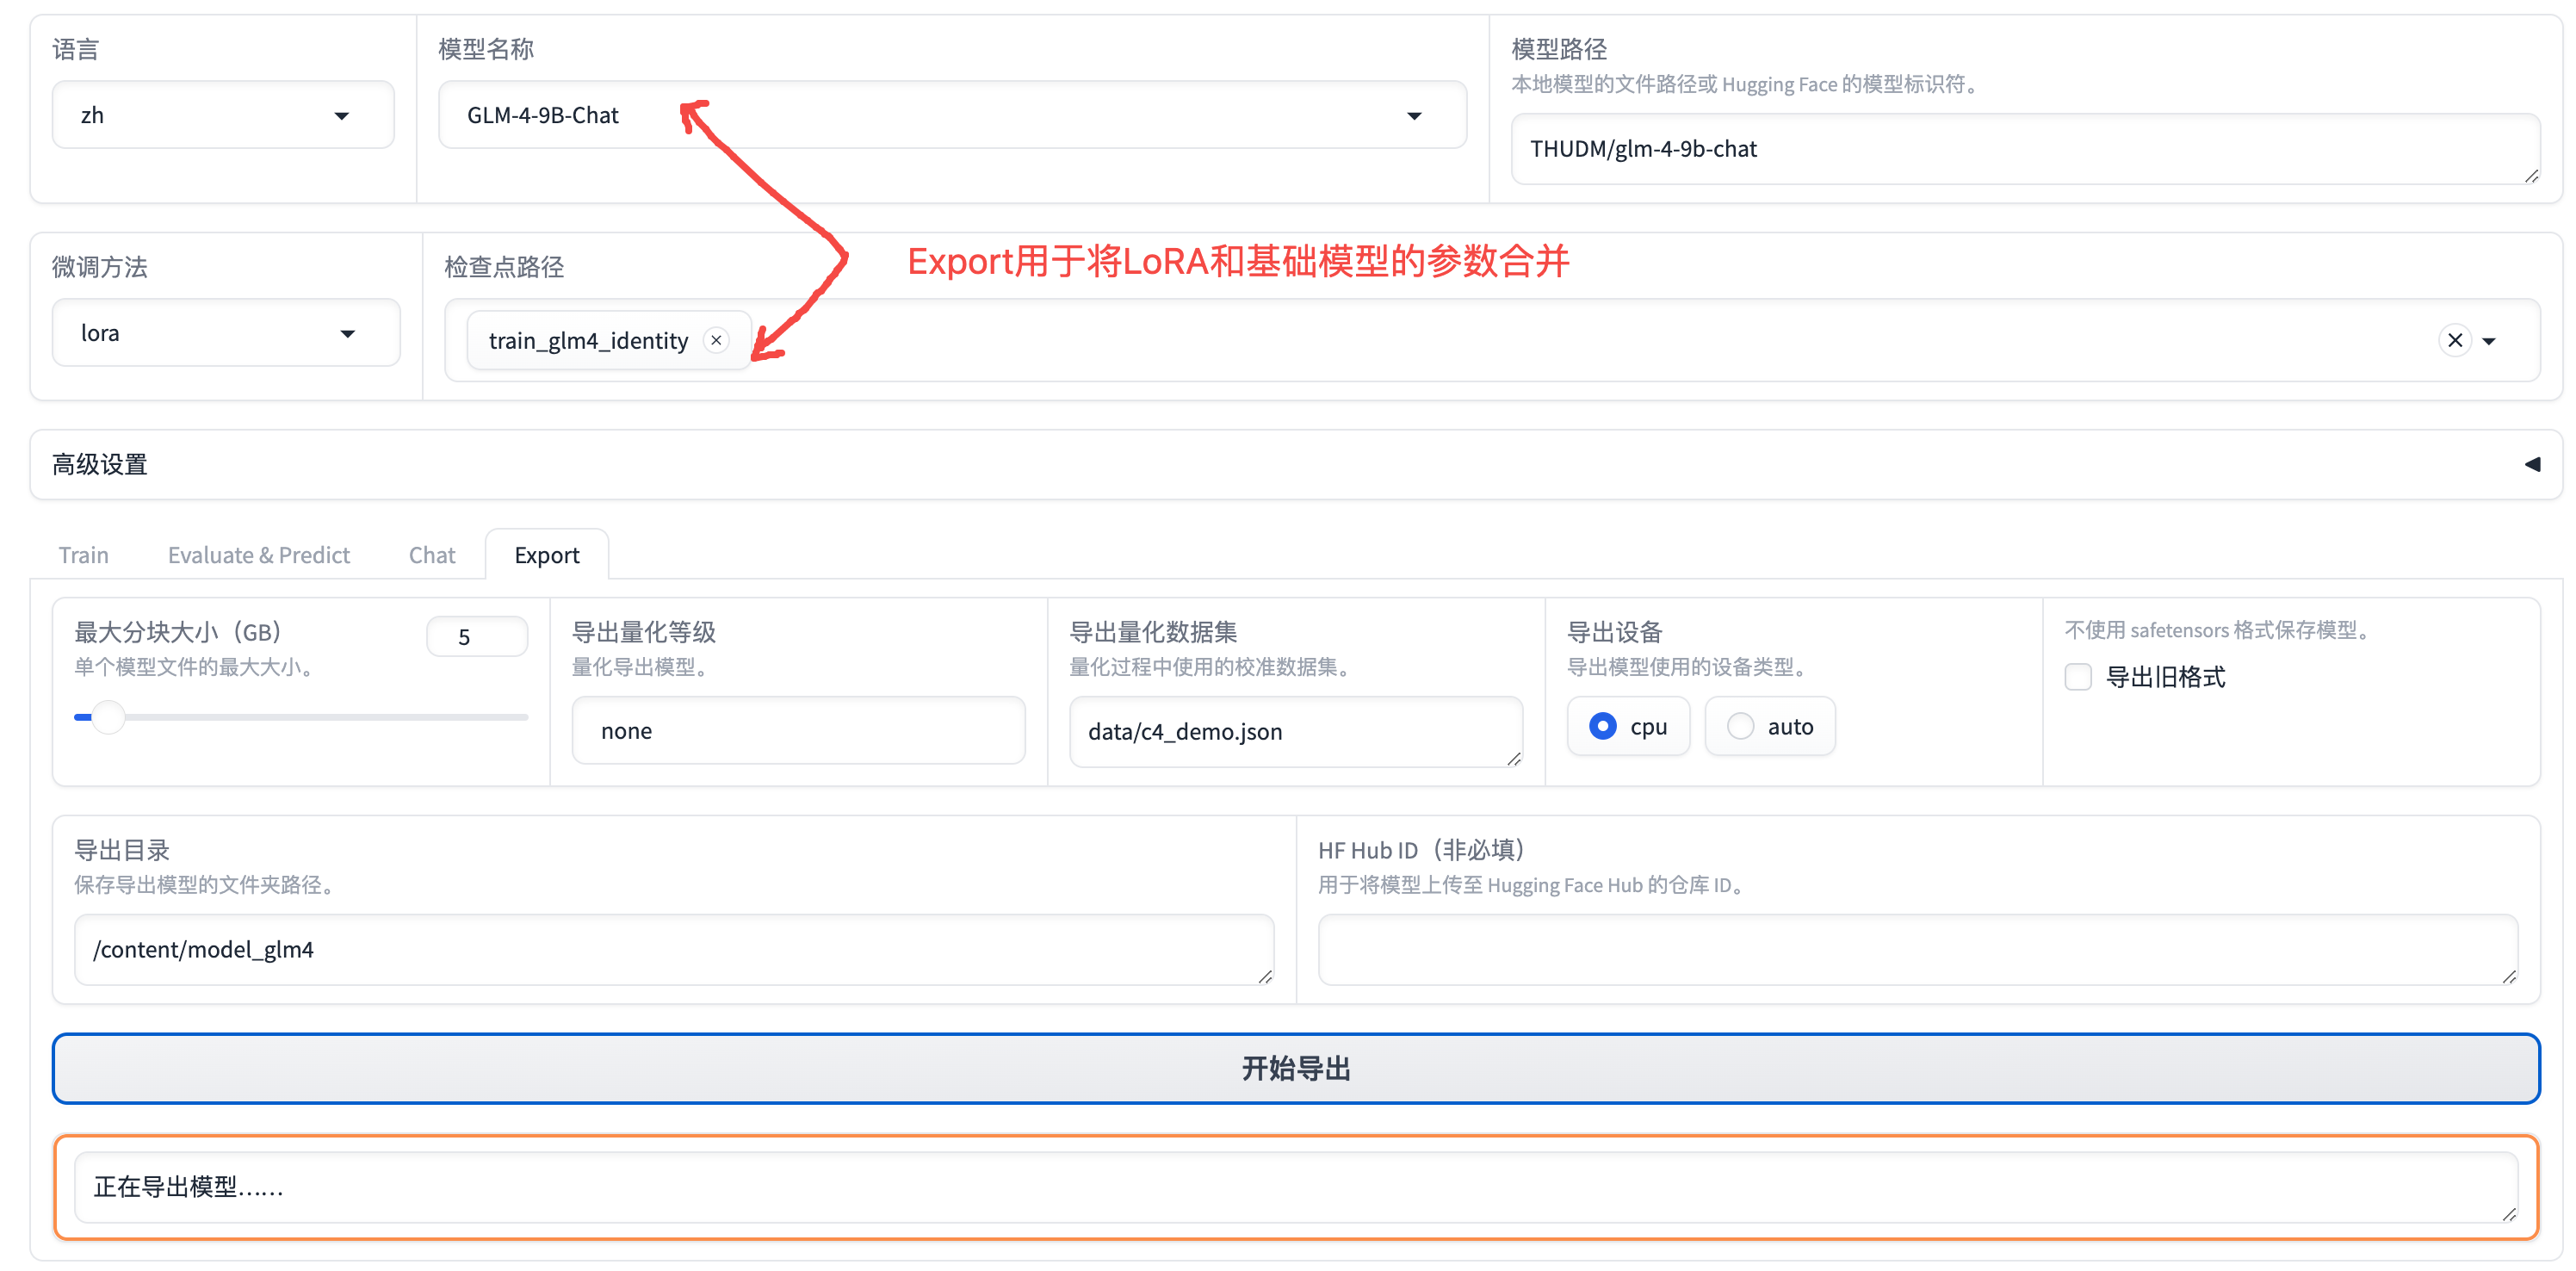 语言
zh
模型名称
GLM-4-9B-Chat
模型路径
本地模型的文件路径或 Hugging Face 的模型标识符。
THUDM/glm-4-9b-chat
微调方法
lora
检查点路径
train_glm4_identity
Export用于将LoRA和基础模型的参数合并
高级设置
Train
Evaluate & Predict
Chat
Export
最大分块大小（GB）
5
单个模型文件的最大大小。
导出量化等级
量化导出模型。
none
导出量化数据集
量化过程中使用的校准数据集。
data/c4_demo.json
导出设备
导出模型使用的设备类型。
cpu
auto
不使用 safetensors 格式保存模型。
导出旧格式
导出目录
保存导出模型的文件夹路径。
/content/model_glm4
HF Hub ID（非必填）
用于将模型上传至 Hugging Face Hub 的仓库 ID。
开始导出
正在导出模型……